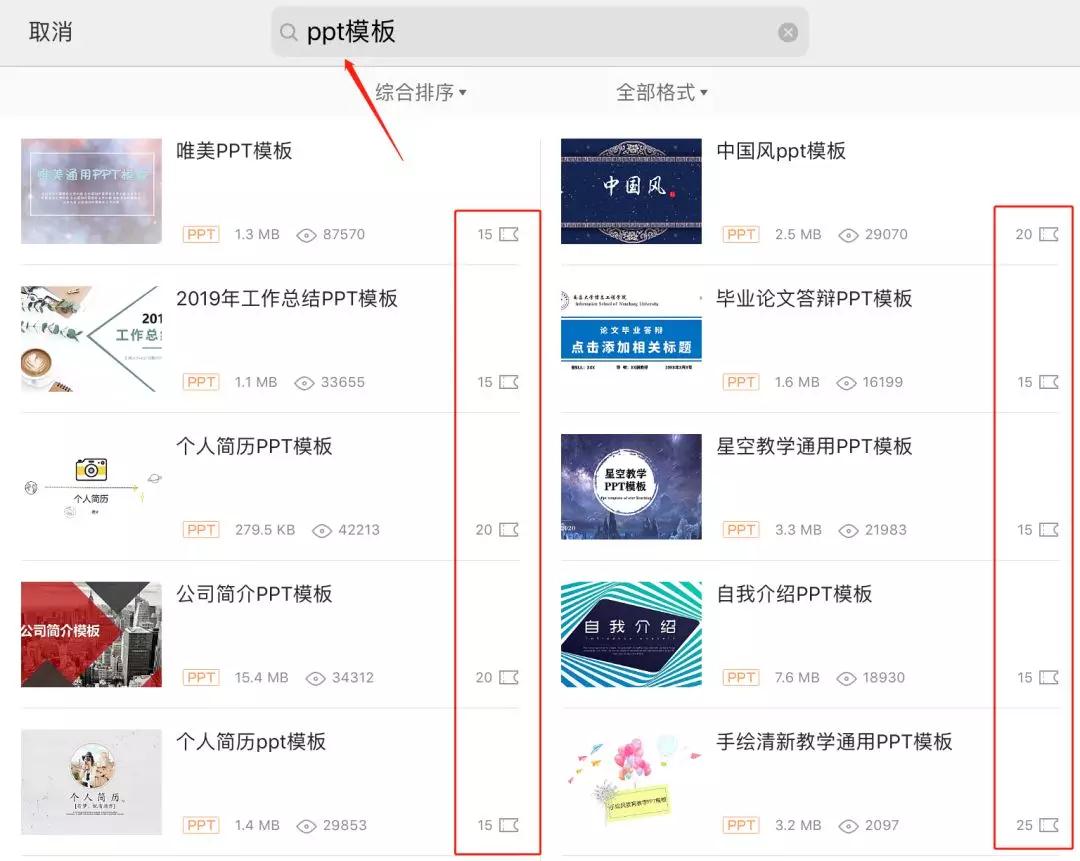 取消
ppt模板
综合排序
全部格式
唯美通用PPT模板
唯美PPT模板
PPT 1.3 MB 87570 15
中国风
中国风ppt模板
PPT 2.5 MB 29070 20
201
工作总结
2019年工作总结PPT模板
PPT 1.1 MB 33655 15
论文毕业答辩
点击添加相关标题
毕业论文答辩PPT模板
PPT 1.6 MB 16199 15
个人简历
个人简历PPT模板
PPT 279.5 KB 42213 20
星空教学
PPT模板
2020
星空教学通用PPT模板
PPT 3.3 MB 21983 15
公司简介模板
公司简介PPT模板
PPT 15.4 MB 34312 20
自我介绍
自我介绍PPT模板
PPT 7.6 MB 18930 15
个人简历
个人简历ppt模板
PPT 1.4 MB 29853 15
手绘清新教学通用PPT模板
PPT 3.2 MB 2097 25